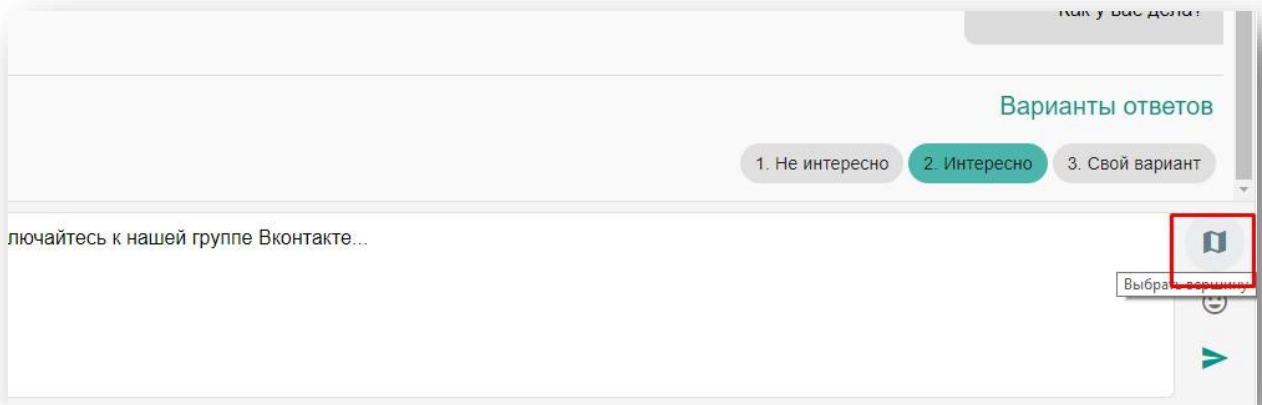 Как у вас дела?
Варианты ответов
1. Не интересно
2. Интересно
3. Свой вариант
лючайтесь к нашей группе Вконтакте...
Выбрать вершину